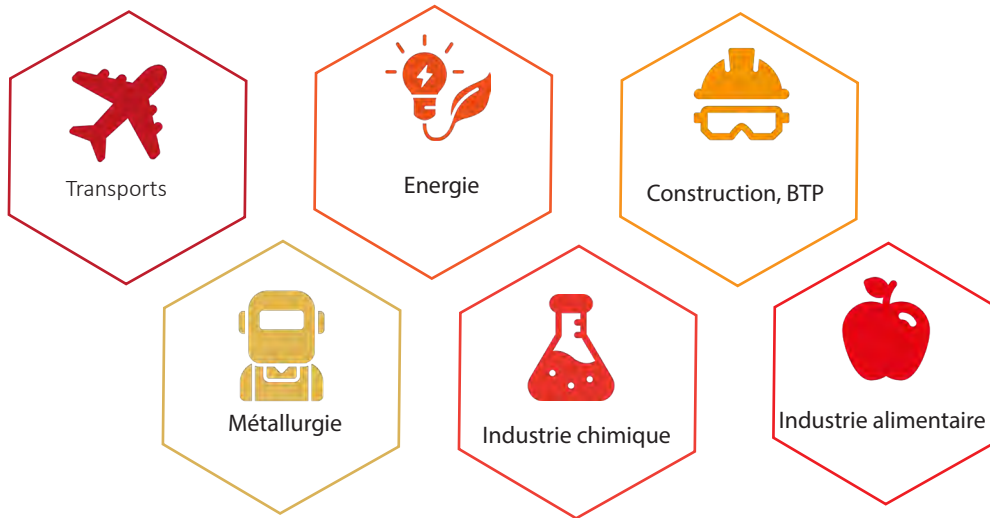 Transports
Energie
Construction, BTP
Métallurgie
Industrie chimique
Industrie alimentaire